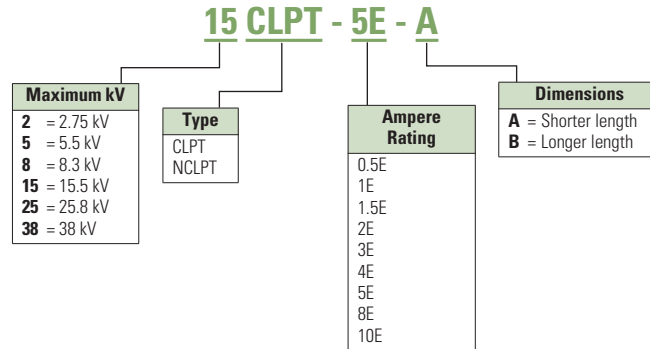 15 CLPT - 5E - A
Maximum kV
2 = 2.75 kV
5 = 5.5 kV
8 = 8.3 kV
15 = 15.5 kV
25 = 25.8 kV
38 = 38 kV
Type
CLPT
NCLPT
Ampere
Rating
0.5E
1E
1.5E
2E
3E
4E
5E
8E
10E
Dimensions
A = Shorter length
B = Longer length